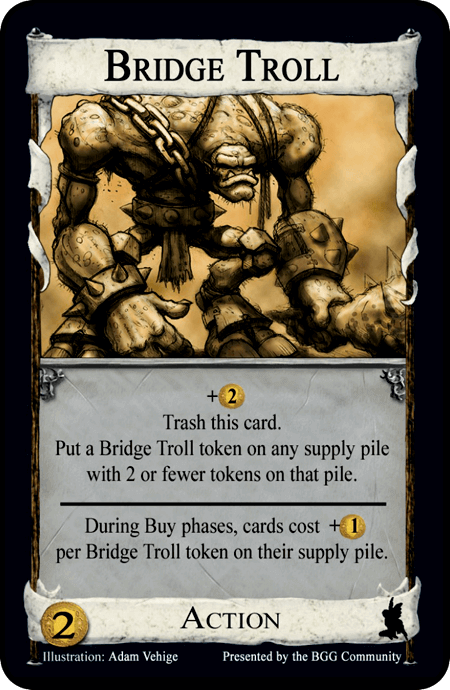 BRIDGE TROLL
+2
Trash this card.
Put a Bridge Troll token on any supply pile
with 2 or fewer tokens on that pile.
During Buy phases, cards cost +1
per Bridge Troll token on their supply pile.
2 ACTION
Illustration: Adam Vehige Presented by the BGG Community